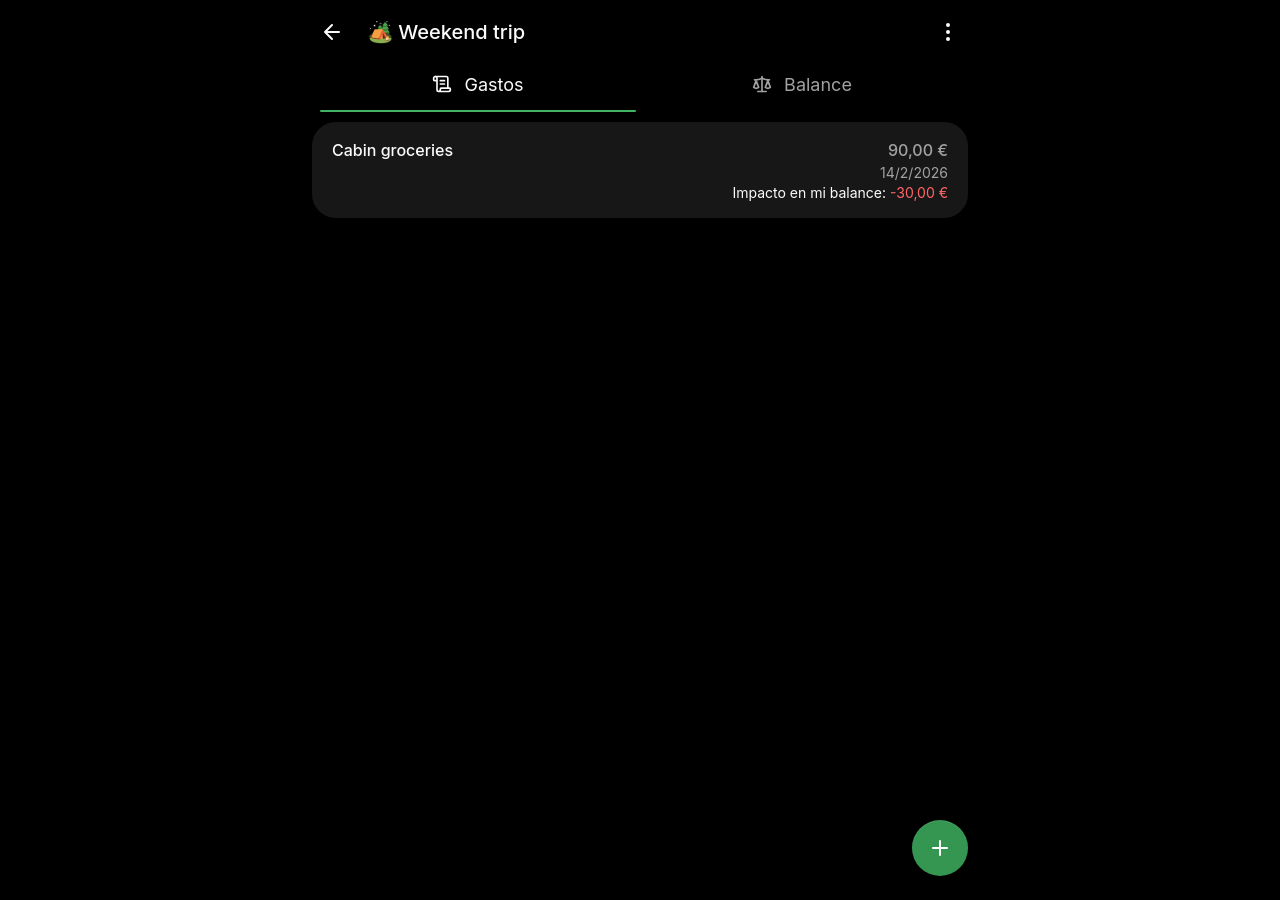 🏕️ Weekend trip
Gastos
Balance
Cabin groceries
90,00 €
14/2/2026
Impacto en mi balance: -30,00 €